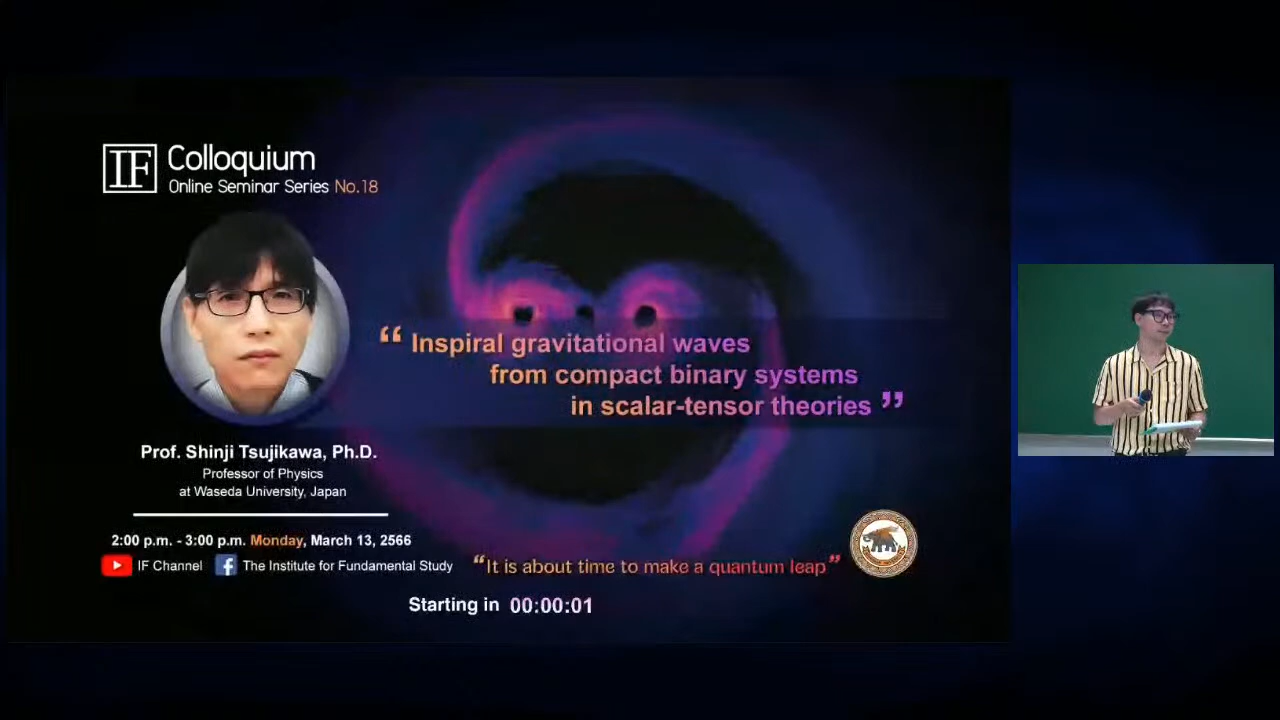 IF Colloquium
Online Seminar Series No.18
“ Inspiral gravitational waves
from compact binary systems
in scalar-tensor theories ”
Prof. Shinji Tsujikawa, Ph.D.
Professor of Physics
at Waseda University, Japan
2:00 p.m. - 3:00 p.m. Monday, March 13, 2566
IF Channel The Institute for Fundamental Study
“It is about time to make a quantum leap”
Starting in 00:00:01